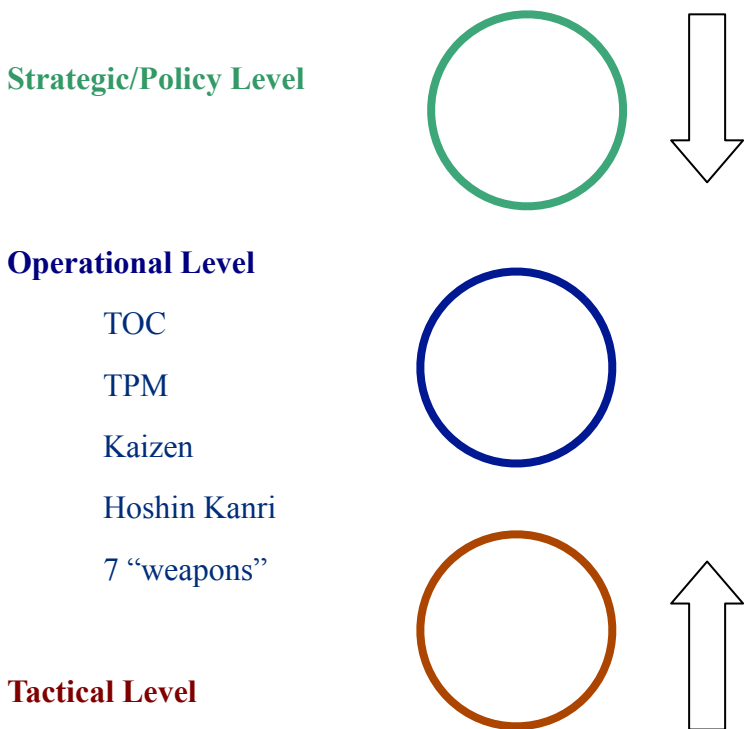 Strategic/Policy Level
Operational Level
TOC
TPM
Kaizen
Hoshin Kanri
7 “weapons”
Tactical Level